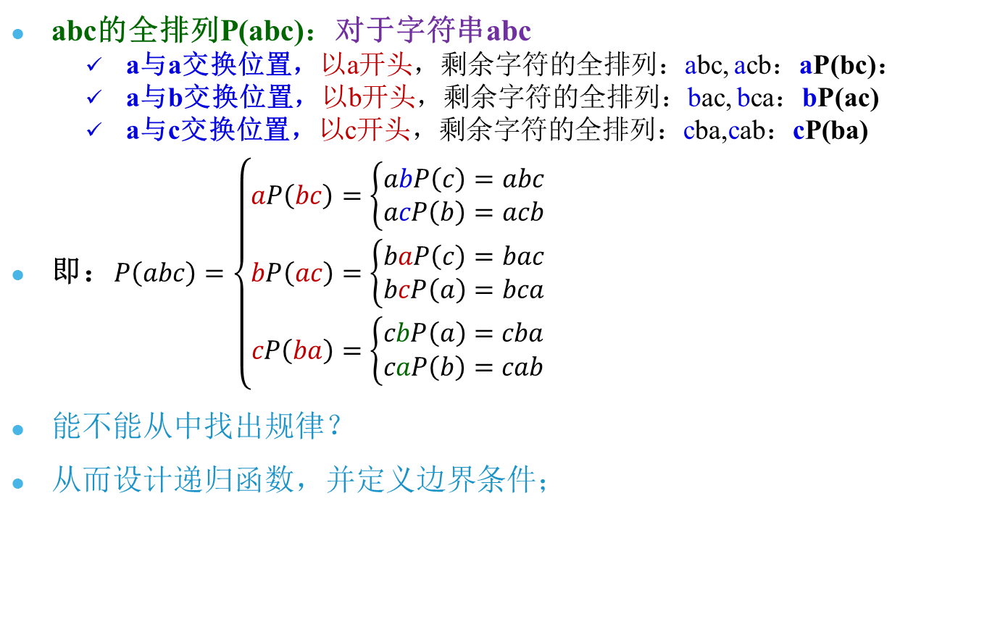 • abc的全排列P(abc)：对于字符串abc
✓ a与a交换位置，以a开头，剩余字符的全排列：abc, acb：aP(bc)：
✓ a与b交换位置，以b开头，剩余字符的全排列：bac, bca：bP(ac)
✓ a与c交换位置，以c开头，剩余字符的全排列：cba,cab：cP(ba)
abP(c) = abc
aP(bc) =
acP(b) = acb
baP(c) = bac
• 即：P(abc) = bP(ac) =
bcP(a) = bca
cbP(a) = cba
cP(ba) =
caP(b) = cab
• 能不能从中找出规律？
• 从而设计递归函数，并定义边界条件；